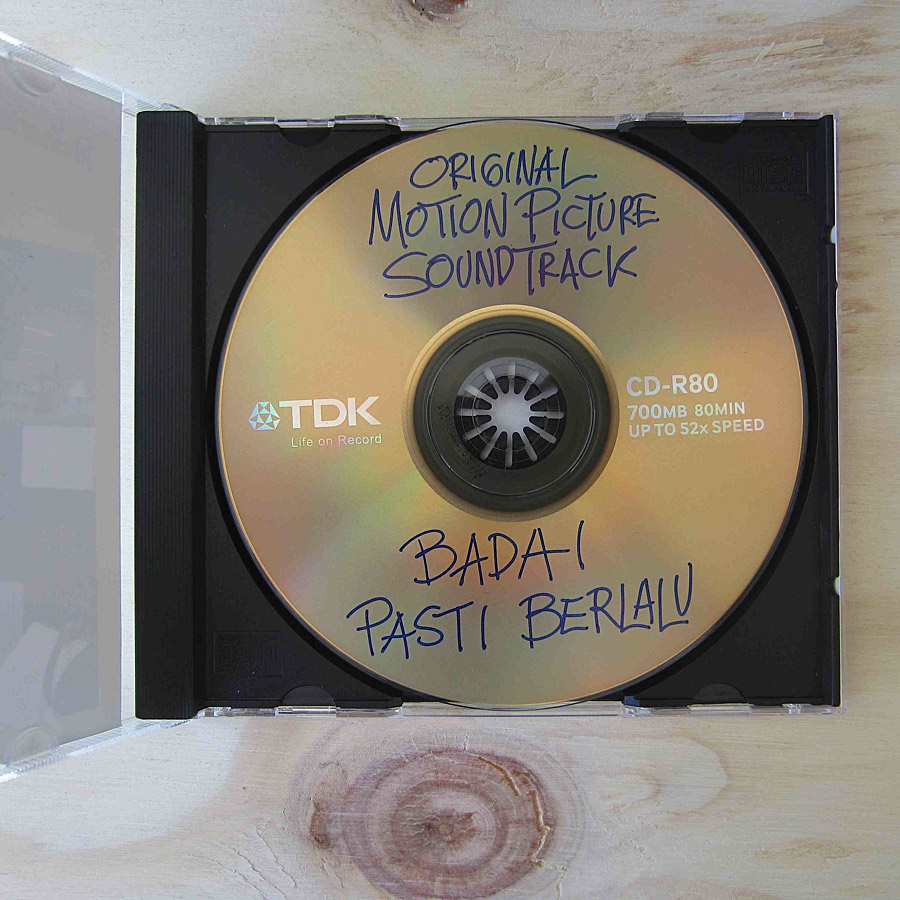 ORIGINAL
MOTION PICTURE
SOUNDTRACK
TDK
Life on Record
CD-R80
700MB 80MIN
UP TO 52x SPEED
BADAI
PASTI BERLALU